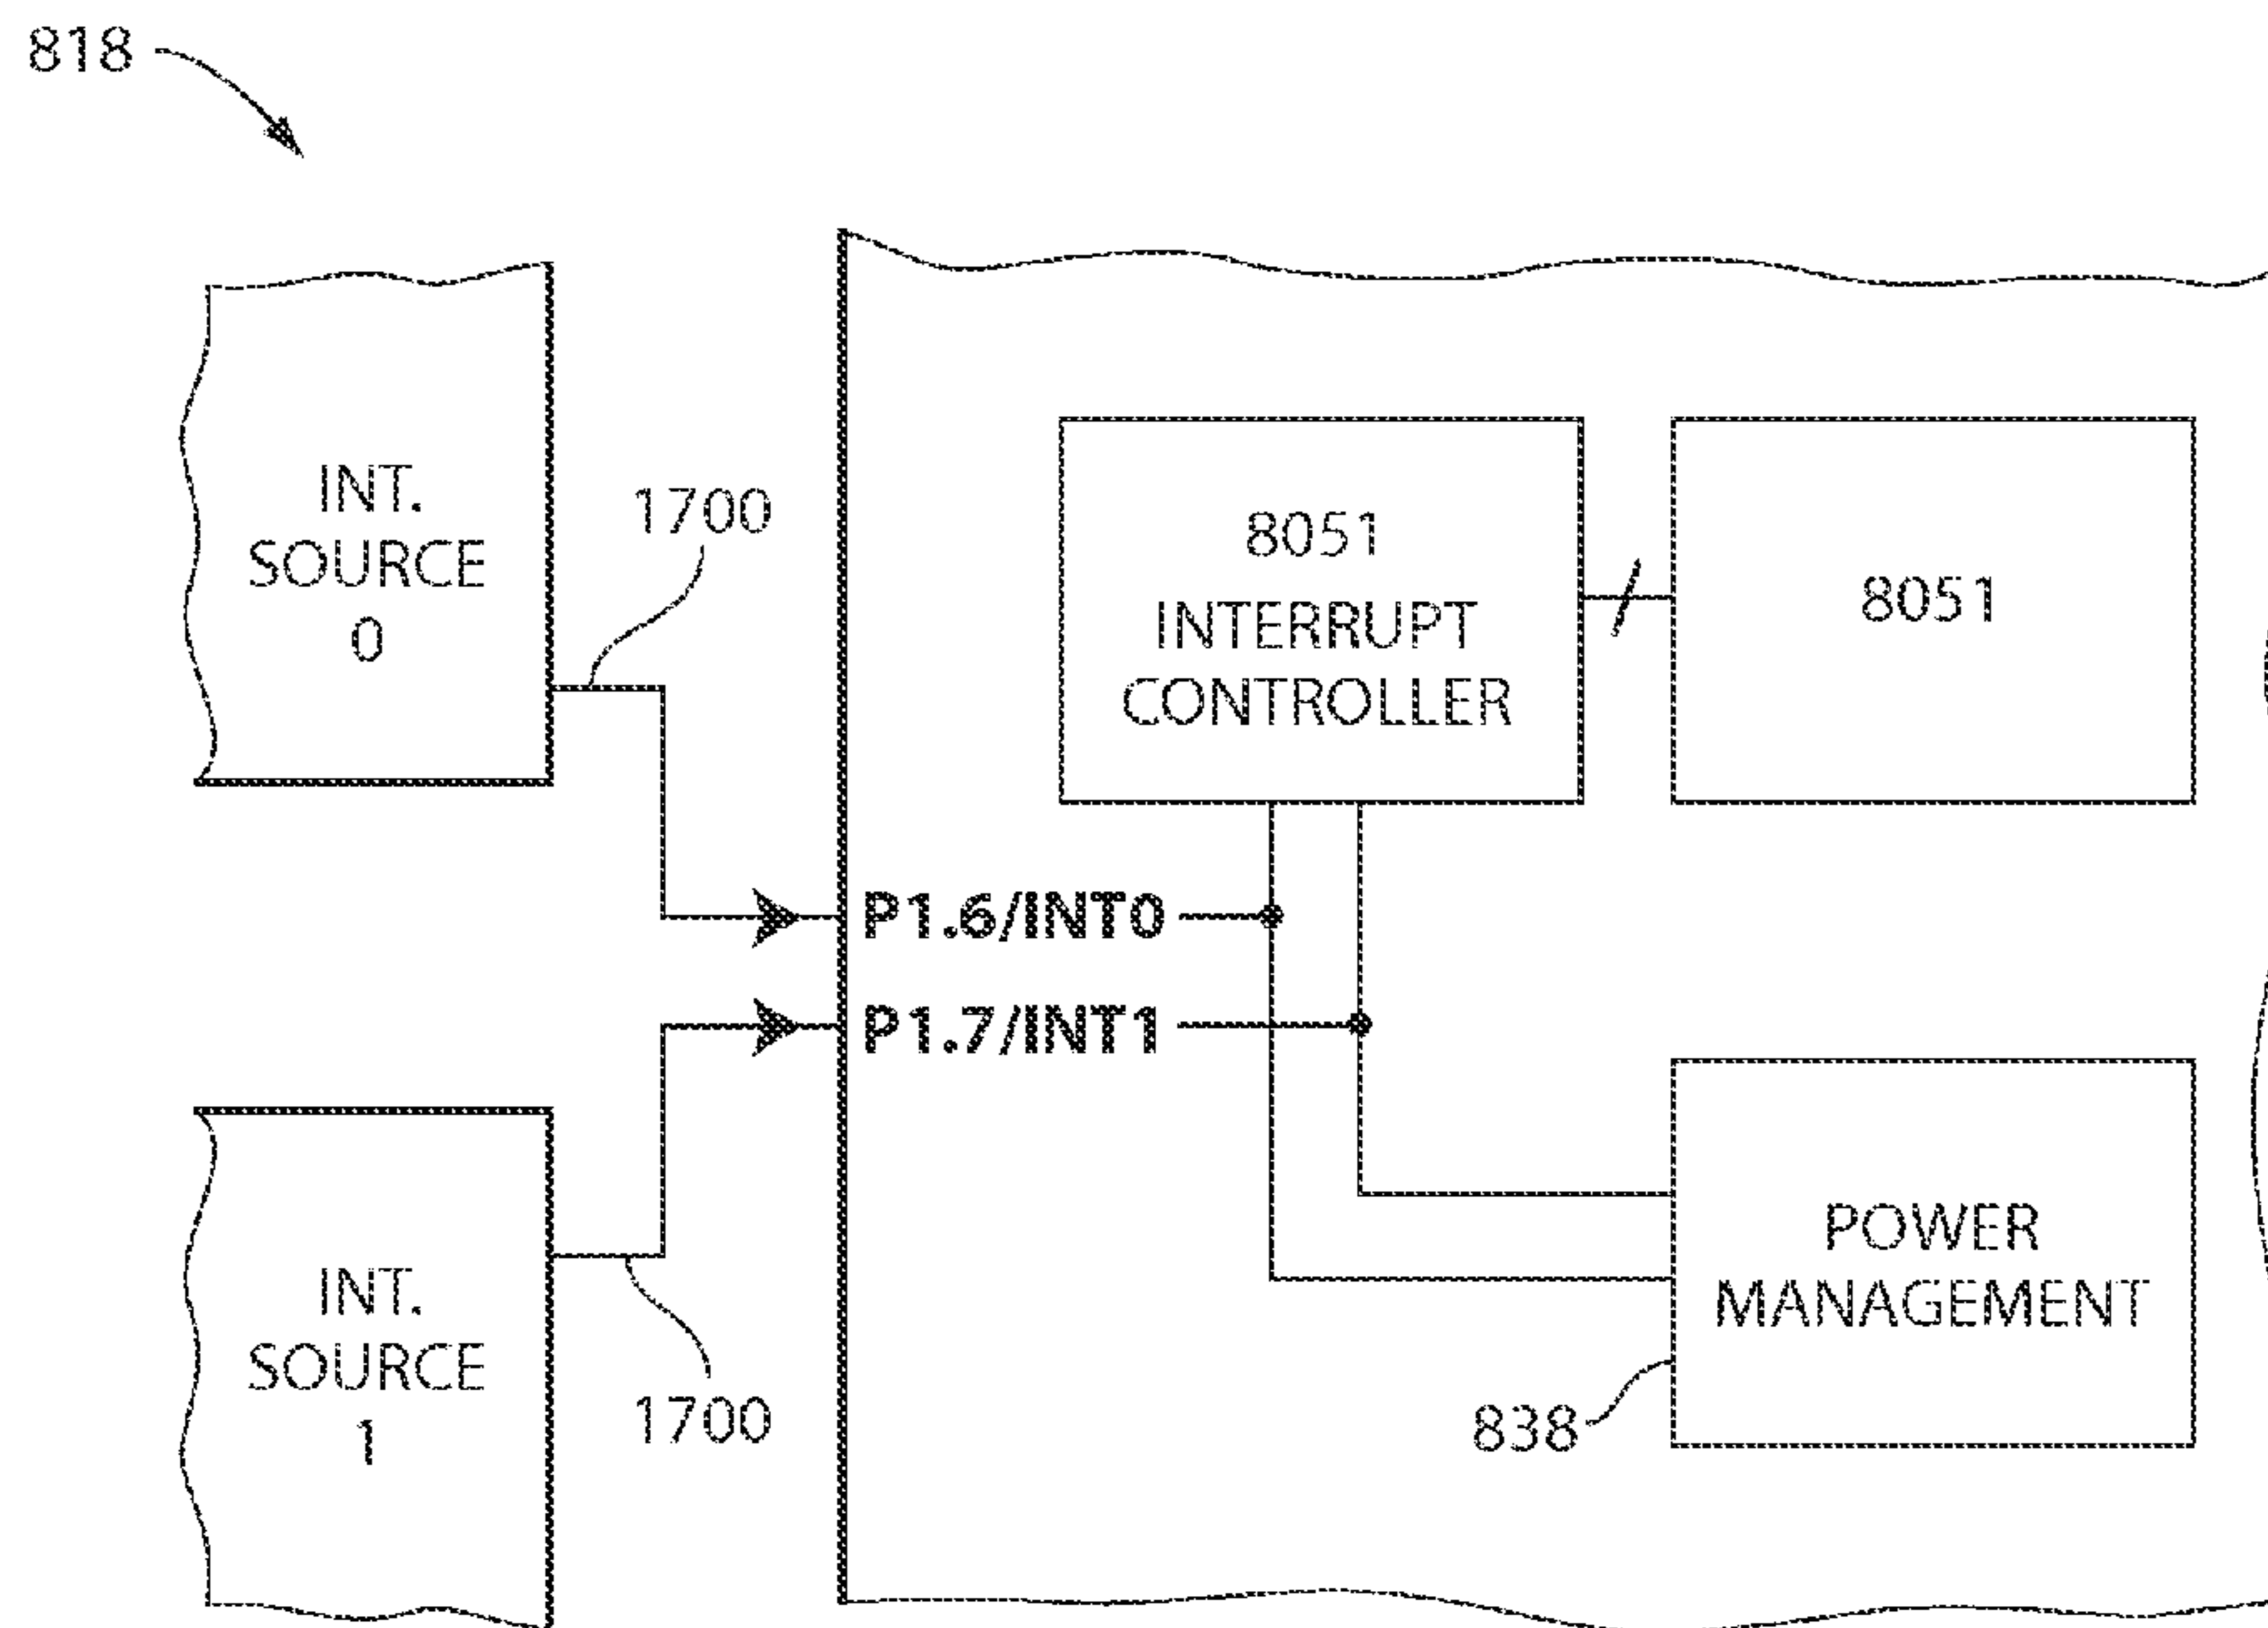 818
INT.
SOURCE
0
1700
8051
INTERRUPT
CONTROLLER
8051
P1.6/INT0
P1.7/INT1
INT.
SOURCE
1
1700
POWER
MANAGEMENT
838